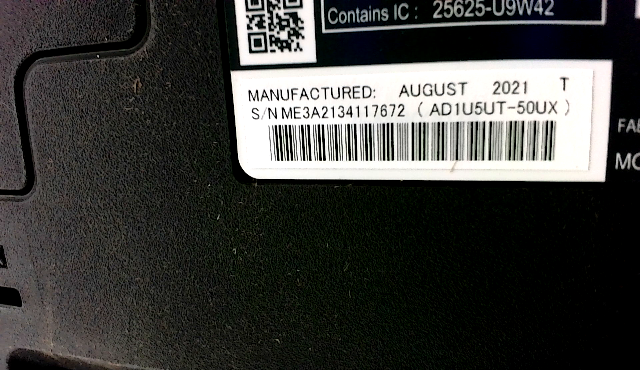 Contains IC : 25625-U9W42
MANUFACTURED: AUGUST 2021 T
S/N ME3A2134117672 ( AD1U5UT-50UX )